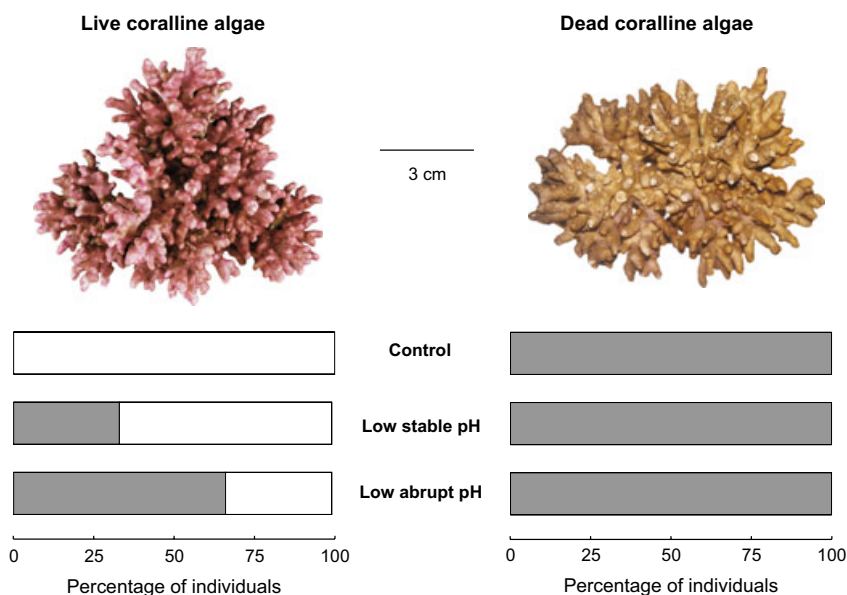 Live coralline algae
Dead coralline algae
3 cm
Control
Low stable pH
Low abrupt pH
0 25 50 75 100
0 25 50 75 100
Percentage of individuals
Percentage of individuals